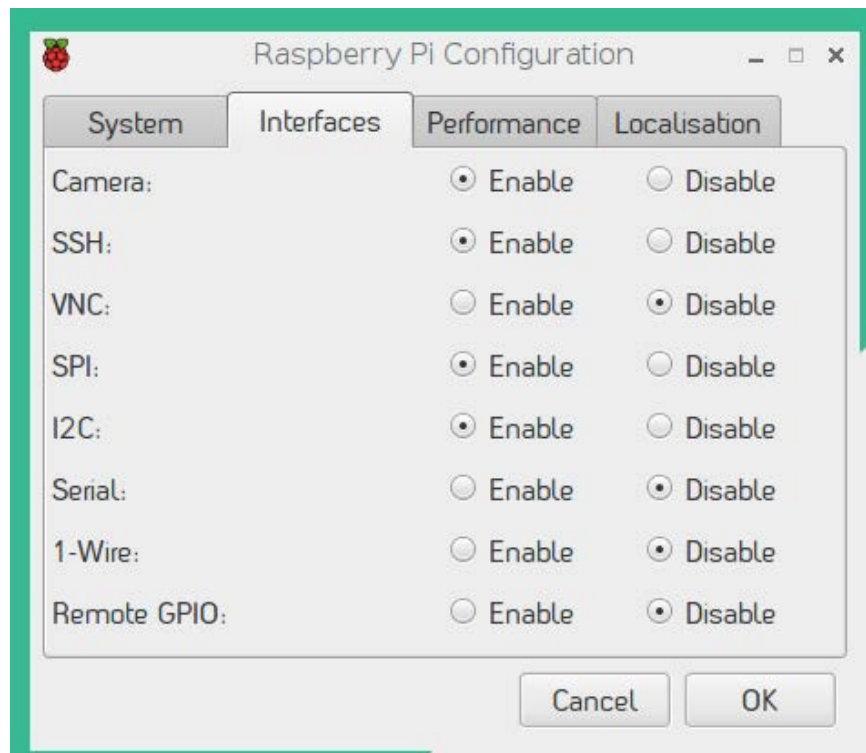 Raspberry Pi Configuration
System Interfaces Performance Localisation
Camera: Enable Disable
SSH: Enable Disable
VNC: Enable Disable
SPI: Enable Disable
I2C: Enable Disable
Serial: Enable Disable
1-Wire: Enable Disable
Remote GPIO: Enable Disable
Cancel OK